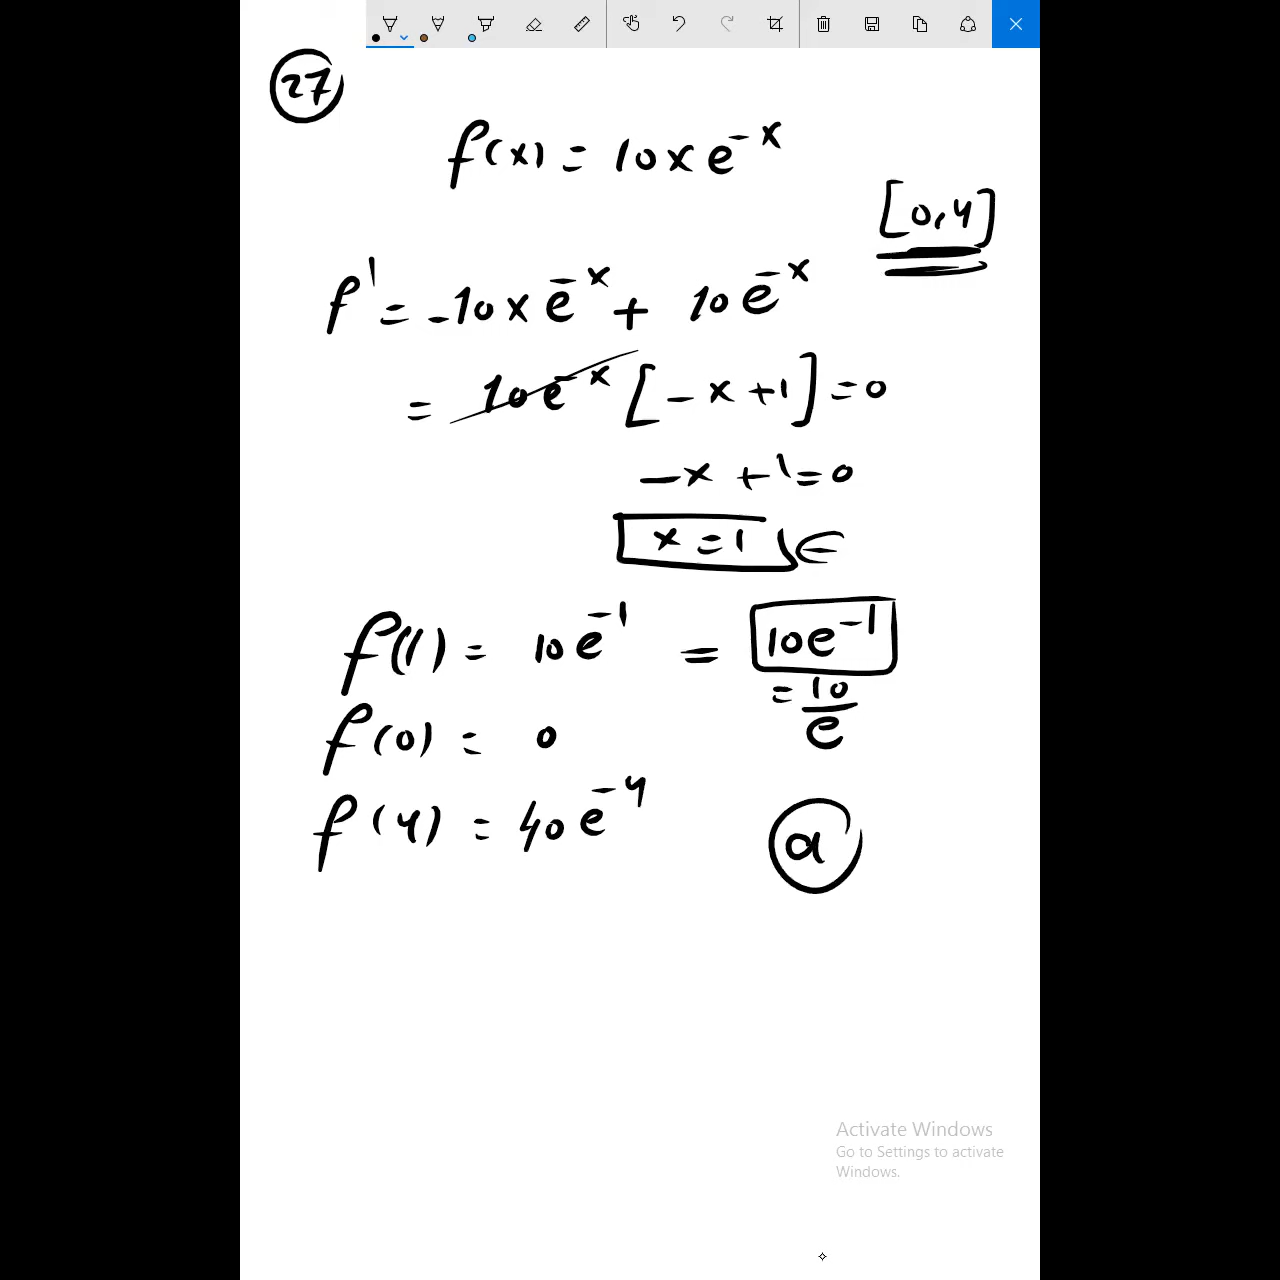 27
f(x) = 10xe^-x
[0,4]
f' = -10xe^-x + 10e^-x
= 10e^-x [-x+1] = 0
-x + 1 = 0
x = 1 ∈
f(1) = 10e^-1 = 10e^-1
= 10/e
f(0) = 0
f(4) = 40e^-4
a
Activate Windows
Go to Settings to activate
Windows.